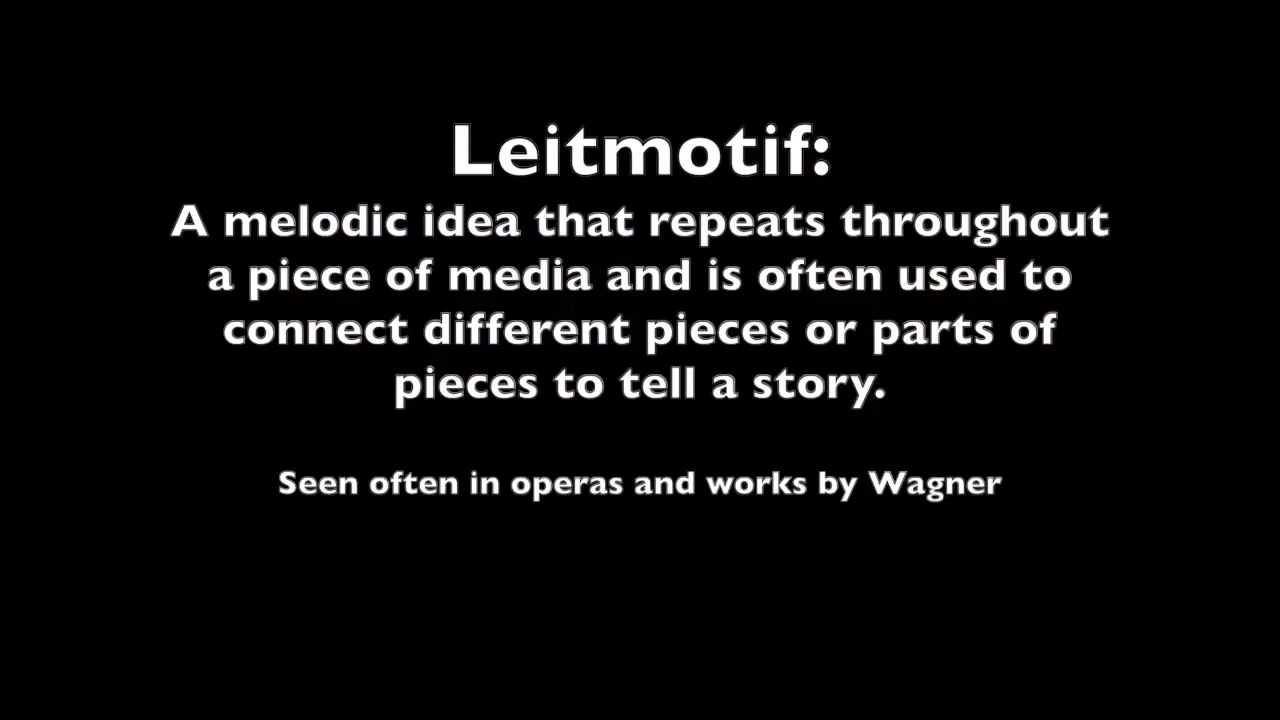 Leitmotif:
A melodic idea that repeats throughout
a piece of media and is often used to
connect different pieces or parts of
pieces to tell a story.
Seen often in operas and works by Wagner